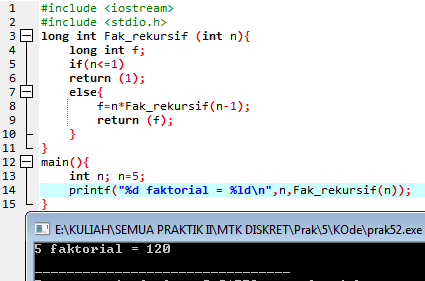 1 #include <iostream>
2 #include <stdio.h>
3 long int Fak_rekursif (int n){
4 long int f;
5 if(n<=1)
6 return (1);
7 else{
8 f=n*Fak_rekursif(n-1);
9 return (f);
10 }
11 }
12 main(){
13 int n; n=5;
14 printf("%d faktorial = %ld\n",n,Fak_rekursif(n));
15 }
E:\KULIAH\SEMUA PRAKTIK II\MTK DISKRET\Prak\5\KOde\prak52.exe
5 faktorial = 120
--------------------------------